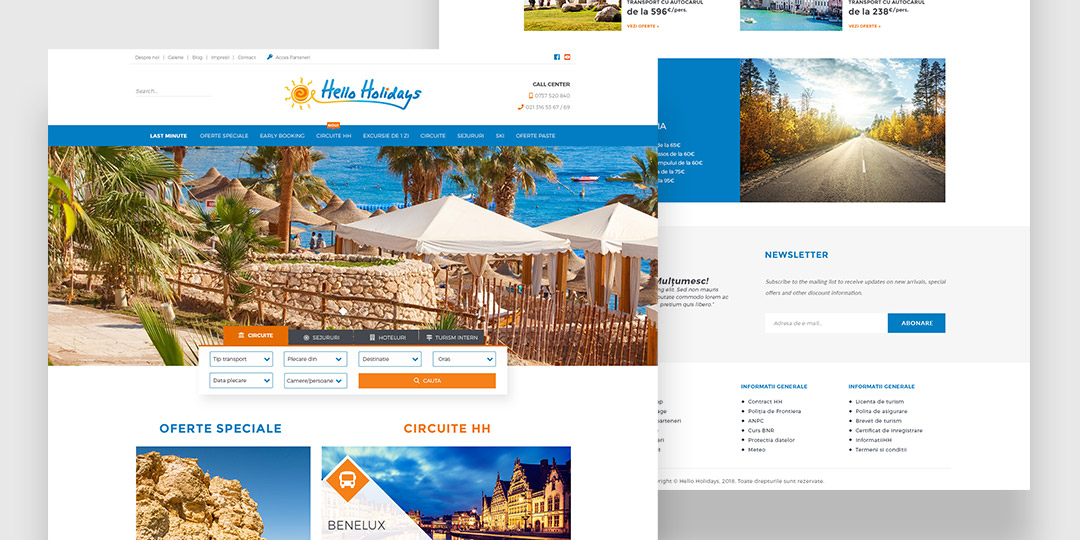 Despre noi | Galerie | Blog | Impresii | Contact Acces Parteneri
Search...
Hello Holidays
CALL CENTER
0737 520 840
021 316 55 67 / 69
NOU
LAST MINUTE OFERTE SPECIALE EARLY BOOKING CIRCUITE HH EXCURSIE DE 1 ZI CIRCUITE SEJURURI SKI OFERTE PASTE
CIRCUITE SEJURURI HOTELURI TURISM INTERN
Tip transport Plecare din Destinatie Oras
Data plecare Camere/persoane CAUTA
OFERTE SPECIALE CIRCUITE HH
BENELUX
TRANSPORT CU AUTOCARUL
de la 596€/pers.
VEZI OFERTE »
TRANSPORT CU AUTOCARUL
de la 238€/pers.
VEZI OFERTE »
IA
de la 65€
ssos de la 60€
mpului de la 60€
a de la 75€
la 95€
Mulţumesc!
ng elit. Sed non mauris
putate commodo lorem ac
pretium quis libero."
NEWSLETTER
Subscribe to the mailing list to receive updates on new arrivals, special
offers and other discount information.
Adresa de e-mail... ABONARE
op
age
parteneri
e
eri
t
INFORMATII GENERALE
Contract HH
Poliția de Frontiera
ANPC
Curs BNR
Protectia datelor
Meteo
INFORMATII GENERALE
Licenta de turism
Polita de asigurare
Brevet de turism
Certificat de inregistrare
InformatiiHH
Termeni si conditii
right © Hello Holidays, 2018. Toate drepturile sunt rezervate.